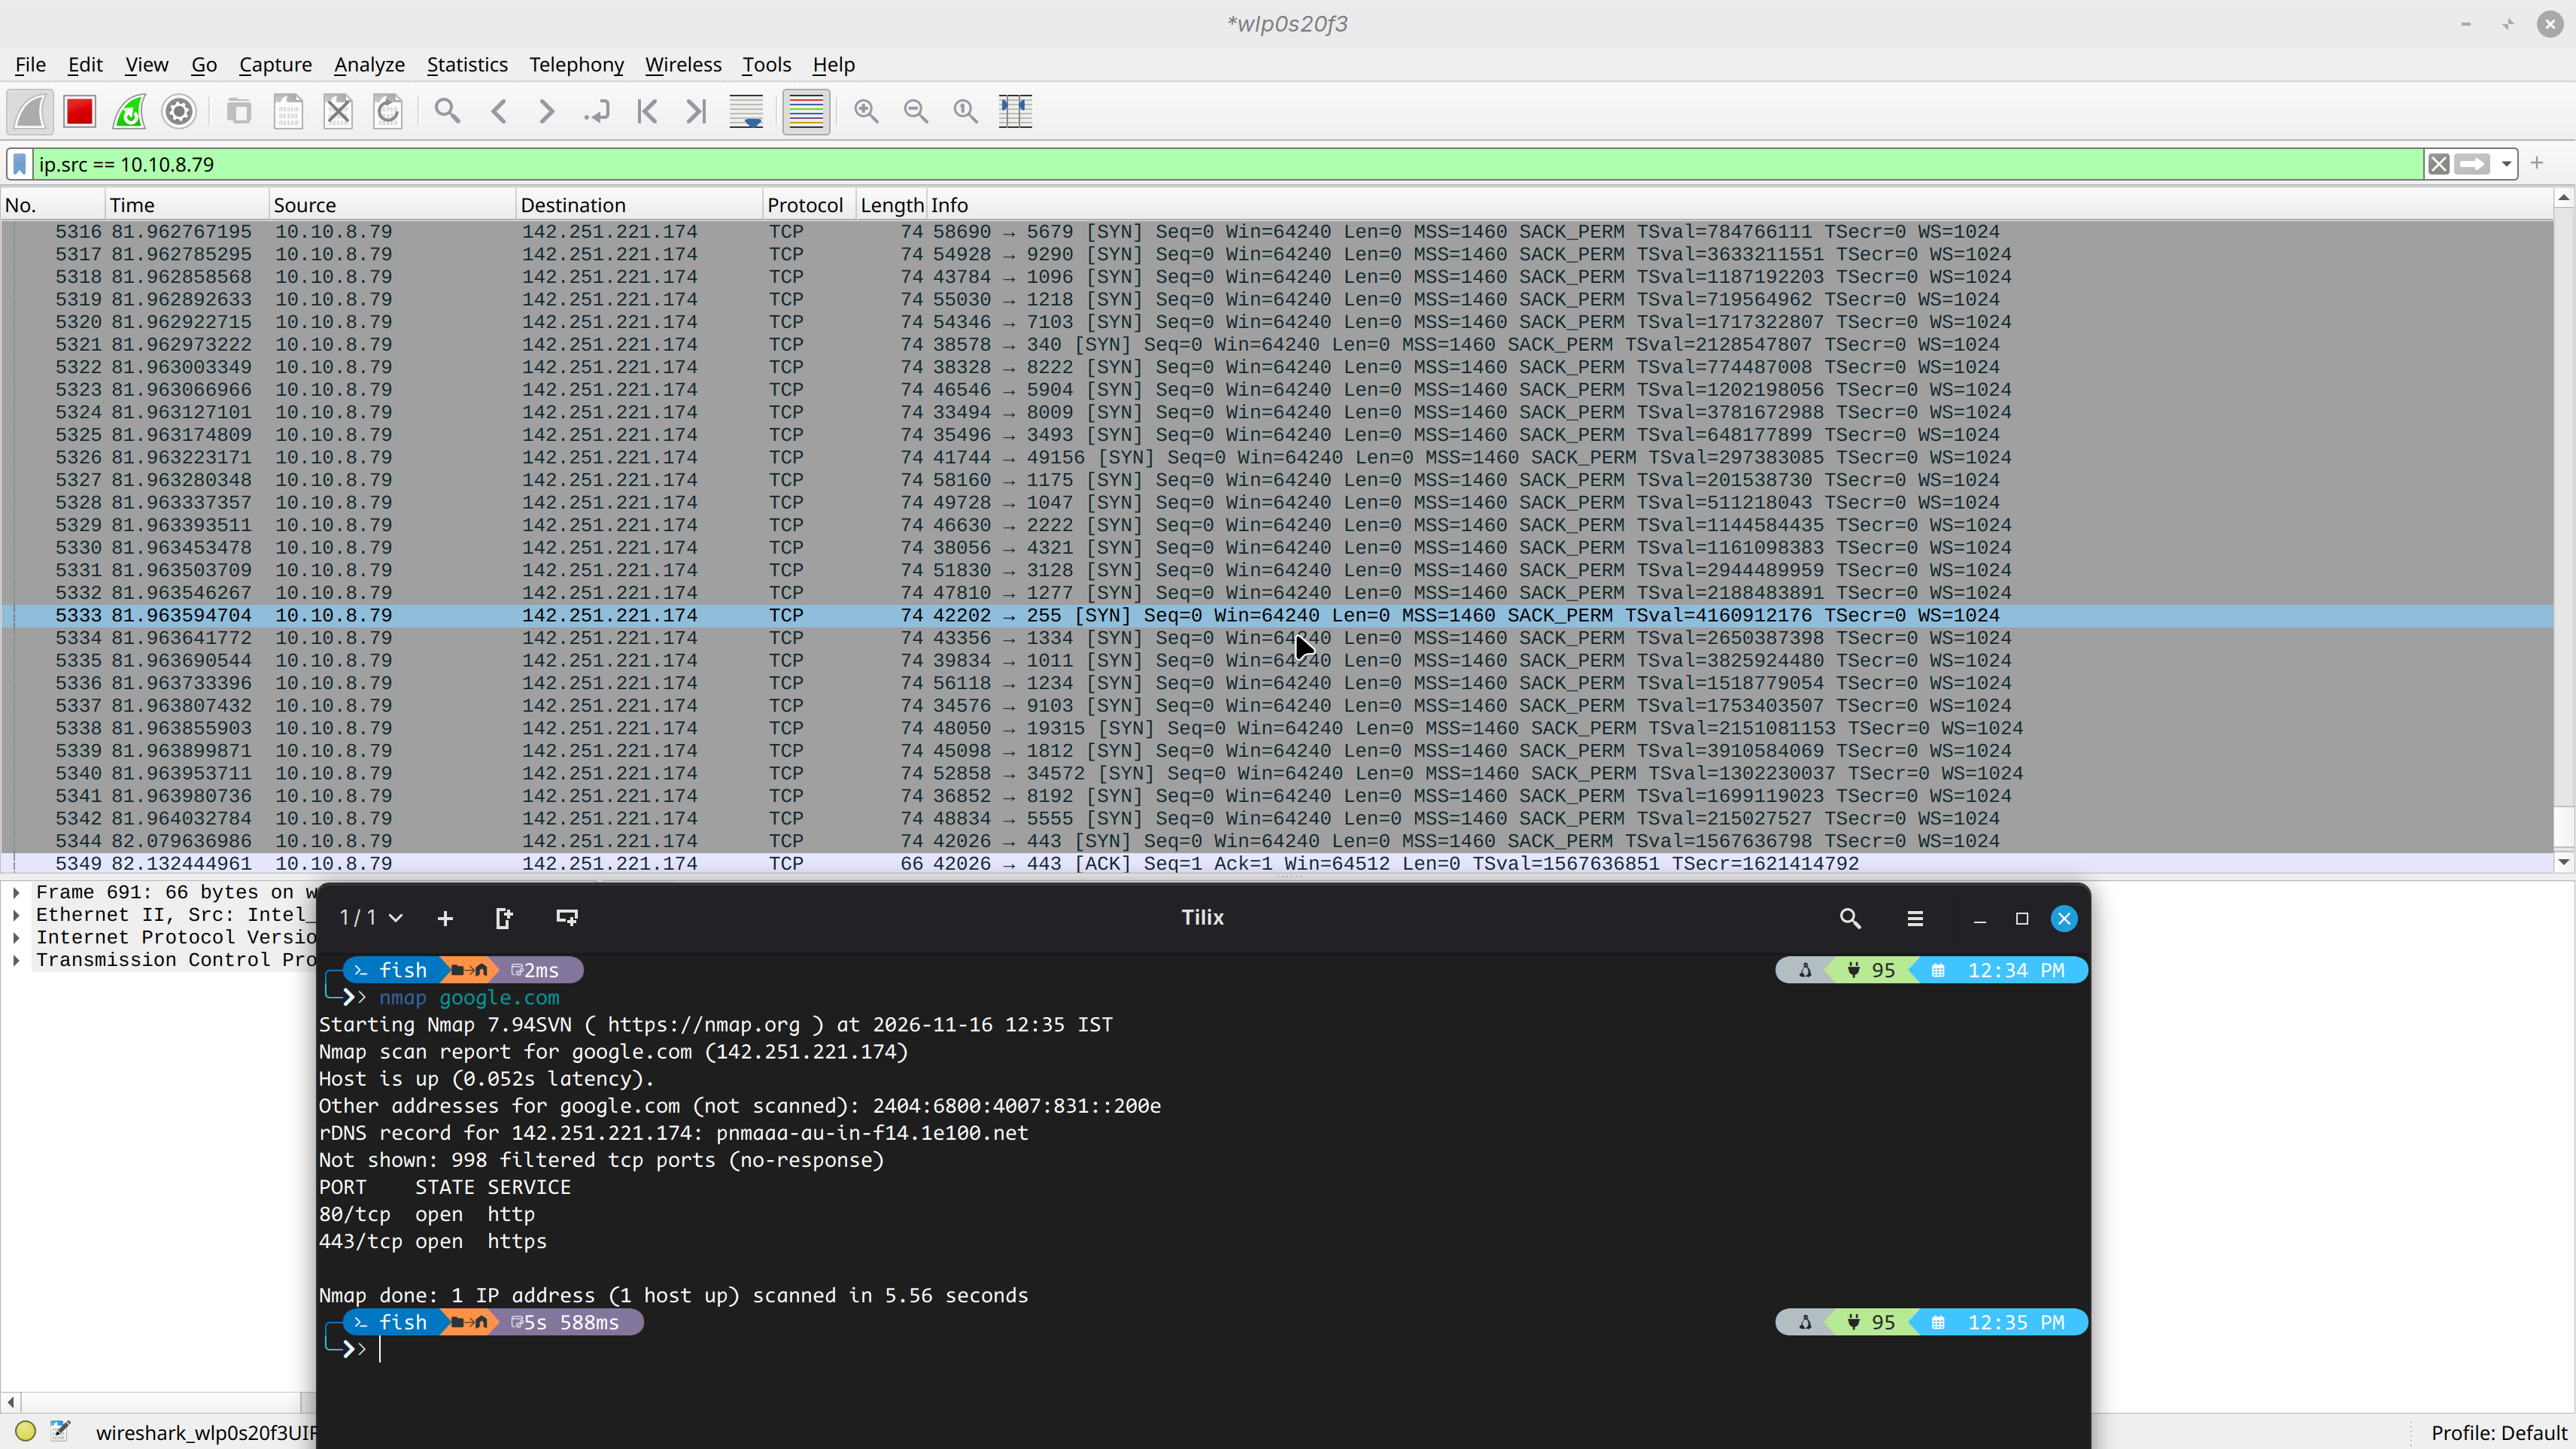 *wlp0s20f3
File Edit View Go Capture Analyze Statistics Telephony Wireless Tools Help
ip.src == 10.10.8.79
No. Time Source Destination Protocol Length Info
5316 81.962767195 10.10.8.79 142.251.221.174 TCP 74 58690 → 5679 [SYN] Seq=0 Win=64240 Len=0 MSS=1460 SACK_PERM TSval=784766111 TSecr=0 WS=1024
5317 81.962785295 10.10.8.79 142.251.221.174 TCP 74 54928 → 9290 [SYN] Seq=0 Win=64240 Len=0 MSS=1460 SACK_PERM TSval=3633211551 TSecr=0 WS=1024
5318 81.962858568 10.10.8.79 142.251.221.174 TCP 74 43784 → 1096 [SYN] Seq=0 Win=64240 Len=0 MSS=1460 SACK_PERM TSval=1187192203 TSecr=0 WS=1024
5319 81.962892633 10.10.8.79 142.251.221.174 TCP 74 55030 → 1218 [SYN] Seq=0 Win=64240 Len=0 MSS=1460 SACK_PERM TSval=719564962 TSecr=0 WS=1024
5320 81.962922715 10.10.8.79 142.251.221.174 TCP 74 54346 → 7103 [SYN] Seq=0 Win=64240 Len=0 MSS=1460 SACK_PERM TSval=1717322807 TSecr=0 WS=1024
5321 81.962973222 10.10.8.79 142.251.221.174 TCP 74 38578 → 340 [SYN] Seq=0 Win=64240 Len=0 MSS=1460 SACK_PERM TSval=2128547807 TSecr=0 WS=1024
5322 81.963003349 10.10.8.79 142.251.221.174 TCP 74 38328 → 8222 [SYN] Seq=0 Win=64240 Len=0 MSS=1460 SACK_PERM TSval=774487008 TSecr=0 WS=1024
5323 81.963066966 10.10.8.79 142.251.221.174 TCP 74 46546 → 5904 [SYN] Seq=0 Win=64240 Len=0 MSS=1460 SACK_PERM TSval=1202198056 TSecr=0 WS=1024
5324 81.963127101 10.10.8.79 142.251.221.174 TCP 74 33494 → 8009 [SYN] Seq=0 Win=64240 Len=0 MSS=1460 SACK_PERM TSval=3781672988 TSecr=0 WS=1024
5325 81.963174809 10.10.8.79 142.251.221.174 TCP 74 35496 → 3493 [SYN] Seq=0 Win=64240 Len=0 MSS=1460 SACK_PERM TSval=648177899 TSecr=0 WS=1024
5326 81.963223171 10.10.8.79 142.251.221.174 TCP 74 41744 → 49156 [SYN] Seq=0 Win=64240 Len=0 MSS=1460 SACK_PERM TSval=297383085 TSecr=0 WS=1024
5327 81.963280348 10.10.8.79 142.251.221.174 TCP 74 58160 → 1175 [SYN] Seq=0 Win=64240 Len=0 MSS=1460 SACK_PERM TSval=201538730 TSecr=0 WS=1024
5328 81.963337357 10.10.8.79 142.251.221.174 TCP 74 49728 → 1047 [SYN] Seq=0 Win=64240 Len=0 MSS=1460 SACK_PERM TSval=511218043 TSecr=0 WS=1024
5329 81.963393511 10.10.8.79 142.251.221.174 TCP 74 46630 → 2222 [SYN] Seq=0 Win=64240 Len=0 MSS=1460 SACK_PERM TSval=1144584435 TSecr=0 WS=1024
5330 81.963453478 10.10.8.79 142.251.221.174 TCP 74 38056 → 4321 [SYN] Seq=0 Win=64240 Len=0 MSS=1460 SACK_PERM TSval=1161098383 TSecr=0 WS=1024
5331 81.963503709 10.10.8.79 142.251.221.174 TCP 74 51830 → 3128 [SYN] Seq=0 Win=64240 Len=0 MSS=1460 SACK_PERM TSval=2944489959 TSecr=0 WS=1024
5332 81.963546267 10.10.8.79 142.251.221.174 TCP 74 47810 → 1277 [SYN] Seq=0 Win=64240 Len=0 MSS=1460 SACK_PERM TSval=2188483891 TSecr=0 WS=1024
5333 81.963594704 10.10.8.79 142.251.221.174 TCP 74 42202 → 255 [SYN] Seq=0 Win=64240 Len=0 MSS=1460 SACK_PERM TSval=4160912176 TSecr=0 WS=1024
5334 81.963641772 10.10.8.79 142.251.221.174 TCP 74 43356 → 1334 [SYN] Seq=0 Win=64240 Len=0 MSS=1460 SACK_PERM TSval=2650387398 TSecr=0 WS=1024
5335 81.963690544 10.10.8.79 142.251.221.174 TCP 74 39834 → 1011 [SYN] Seq=0 Win=64240 Len=0 MSS=1460 SACK_PERM TSval=3825924480 TSecr=0 WS=1024
5336 81.963733396 10.10.8.79 142.251.221.174 TCP 74 56118 → 1234 [SYN] Seq=0 Win=64240 Len=0 MSS=1460 SACK_PERM TSval=1518779054 TSecr=0 WS=1024
5337 81.963807432 10.10.8.79 142.251.221.174 TCP 74 34576 → 9103 [SYN] Seq=0 Win=64240 Len=0 MSS=1460 SACK_PERM TSval=1753403507 TSecr=0 WS=1024
5338 81.963855903 10.10.8.79 142.251.221.174 TCP 74 48050 → 19315 [SYN] Seq=0 Win=64240 Len=0 MSS=1460 SACK_PERM TSval=2151081153 TSecr=0 WS=1024
5339 81.963899871 10.10.8.79 142.251.221.174 TCP 74 45098 → 1812 [SYN] Seq=0 Win=64240 Len=0 MSS=1460 SACK_PERM TSval=3910584069 TSecr=0 WS=1024
5340 81.963953711 10.10.8.79 142.251.221.174 TCP 74 52858 → 34572 [SYN] Seq=0 Win=64240 Len=0 MSS=1460 SACK_PERM TSval=1302230037 TSecr=0 WS=1024
5341 81.963980736 10.10.8.79 142.251.221.174 TCP 74 36852 → 8192 [SYN] Seq=0 Win=64240 Len=0 MSS=1460 SACK_PERM TSval=1699119023 TSecr=0 WS=1024
5342 81.964032784 10.10.8.79 142.251.221.174 TCP 74 48834 → 5555 [SYN] Seq=0 Win=64240 Len=0 MSS=1460 SACK_PERM TSval=215027527 TSecr=0 WS=1024
5344 82.079636986 10.10.8.79 142.251.221.174 TCP 74 42026 → 443 [SYN] Seq=0 Win=64240 Len=0 MSS=1460 SACK_PERM TSval=1567636798 TSecr=0 WS=1024
5349 82.132444961 10.10.8.79 142.251.221.174 TCP 66 42026 → 443 [ACK] Seq=1 Ack=1 Win=64512 Len=0 TSval=1567636851 TSecr=1621414792
Frame 691: 66 bytes on w
Ethernet II, Src: Intel_
Internet Protocol Versio
Transmission Control Pro
1 / 1 Tilix
fish 2ms 95 12:34 PM
nmap google.com
Starting Nmap 7.94SVN ( https://nmap.org ) at 2026-11-16 12:35 IST
Nmap scan report for google.com (142.251.221.174)
Host is up (0.052s latency).
Other addresses for google.com (not scanned): 2404:6800:4007:831::200e
rDNS record for 142.251.221.174: pnmaaa-au-in-f14.1e100.net
Not shown: 998 filtered tcp ports (no-response)
PORT STATE SERVICE
80/tcp open http
443/tcp open https
Nmap done: 1 IP address (1 host up) scanned in 5.56 seconds
fish 5s 588ms 95 12:35 PM
wireshark_wlp0s20f3UI
Profile: Default